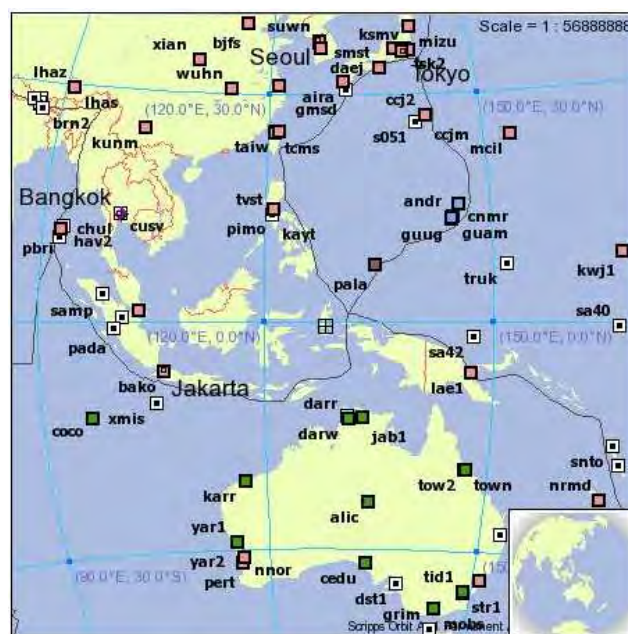 suwn
Scale = 1 : 56888888
bjfs
ksmv
mizu
xian
Seoul
smst
wuhn
daej
tsk2
Tokyo
lhaz
aira
lhas
(120.0°E, 30.0°N)
gmsd
ccj2
(150.0°E, 30.0°N)
brn2
s051
ccjm
kunm
taiw
tcms
mcil
Bangkok
tvst
andr
chul
cusv
pimo
kayt
cnmr
pbri
hav2
guug
guam
pala
truk
kwj1
samp
sa40
(120.0°E, 0.0°N)
(150.0°E, 0.0°N)
pada
sa42
bako
Jakarta
lae1
xmis
darr
coco
darw
jab1
snto
karr
tow2
town
nrmd
alic
yar1
yar2
(90.0°E, 30.0°S)
nnor
cedu
(150
pert
tid1
dst1
str1
grim
mobs
Scripps Orbit